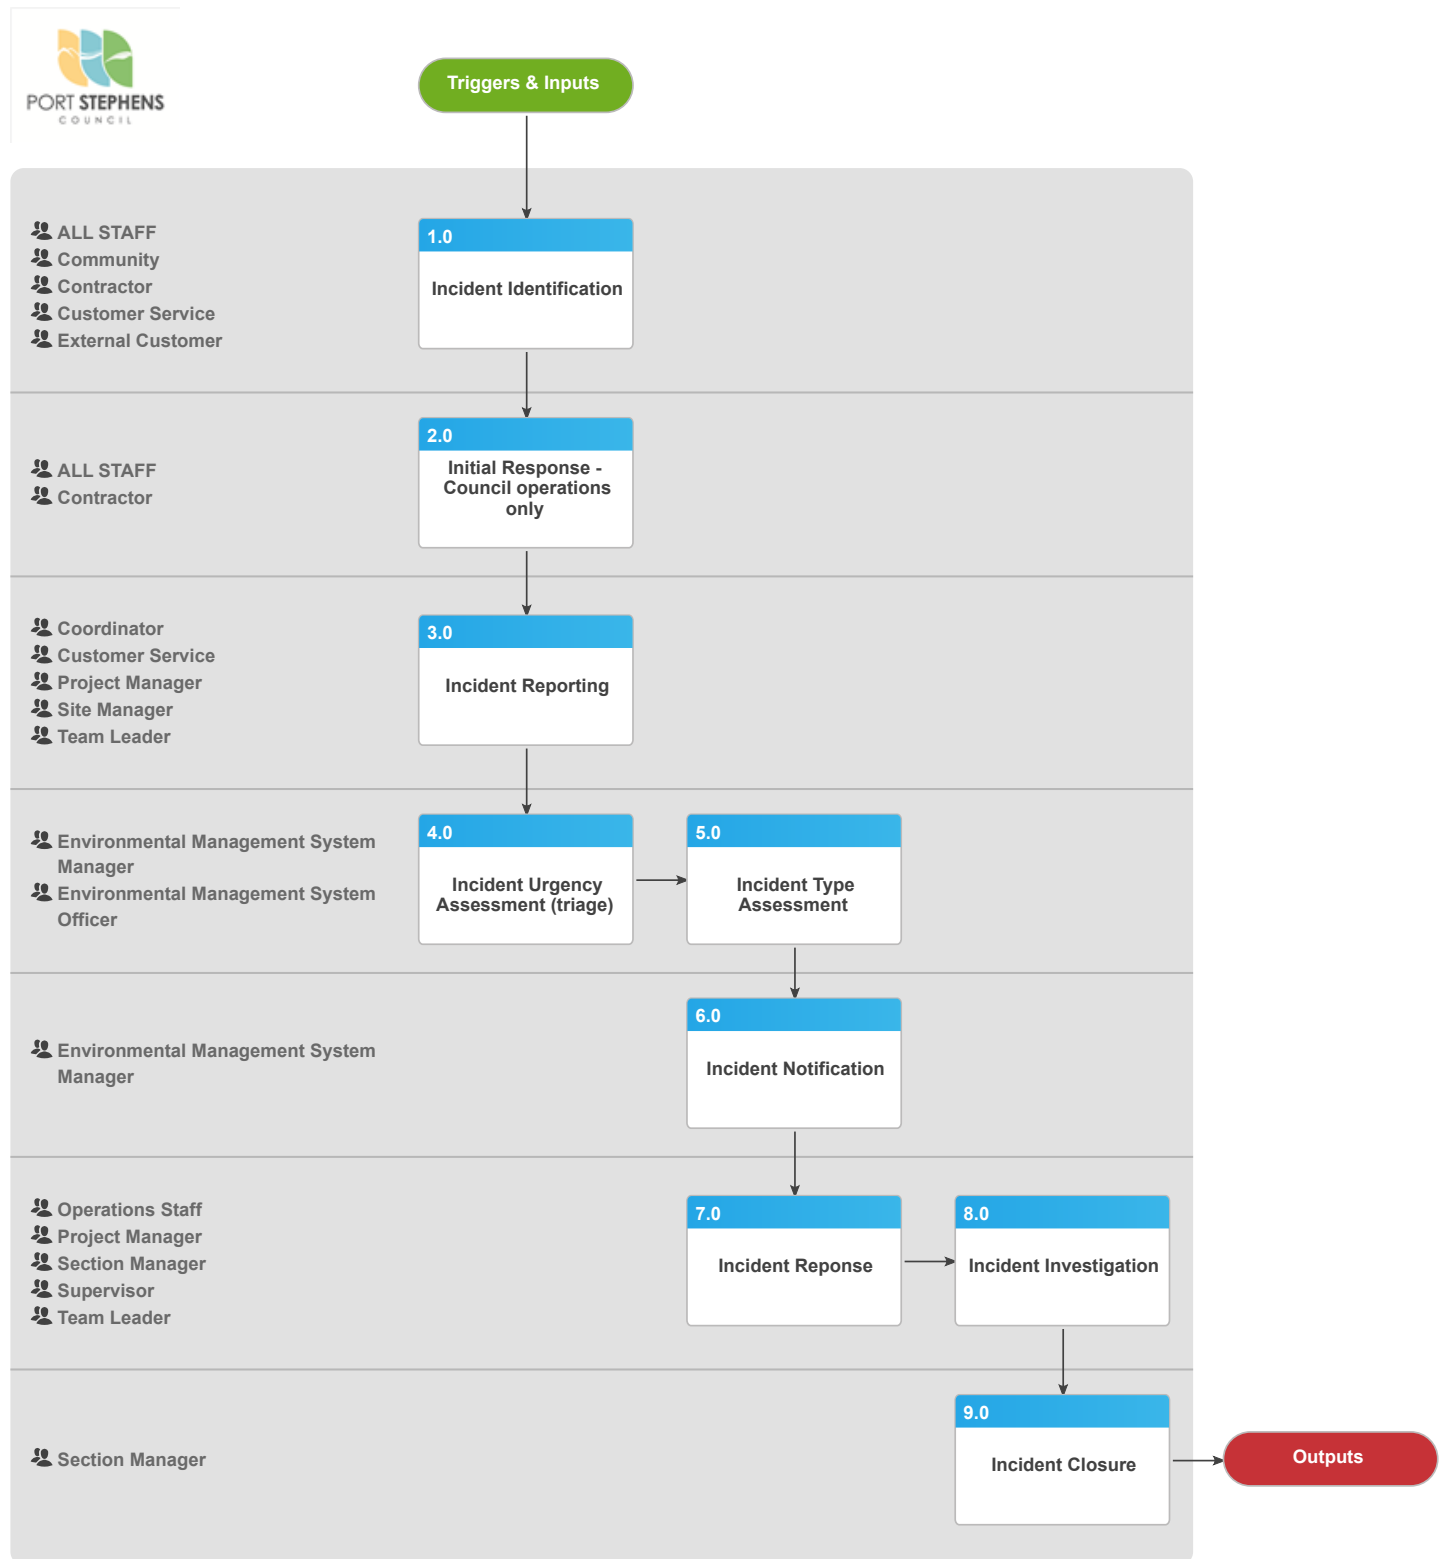 PORT STEPHENS
COUNCIL
Triggers & Inputs
ALL STAFF
Community
Contractor
Customer Service
External Customer
1.0
Incident Identification
ALL STAFF
Contractor
2.0
Initial Response -
Council operations
only
Coordinator
Customer Service
Project Manager
Site Manager
Team Leader
3.0
Incident Reporting
Environmental Management System
Manager
Environmental Management System
Officer
4.0
Incident Urgency
Assessment (triage)
5.0
Incident Type
Assessment
Environmental Management System
Manager
6.0
Incident Notification
Operations Staff
Project Manager
Section Manager
Supervisor
Team Leader
7.0
Incident Reponse
8.0
Incident Investigation
Section Manager
9.0
Incident Closure
Outputs